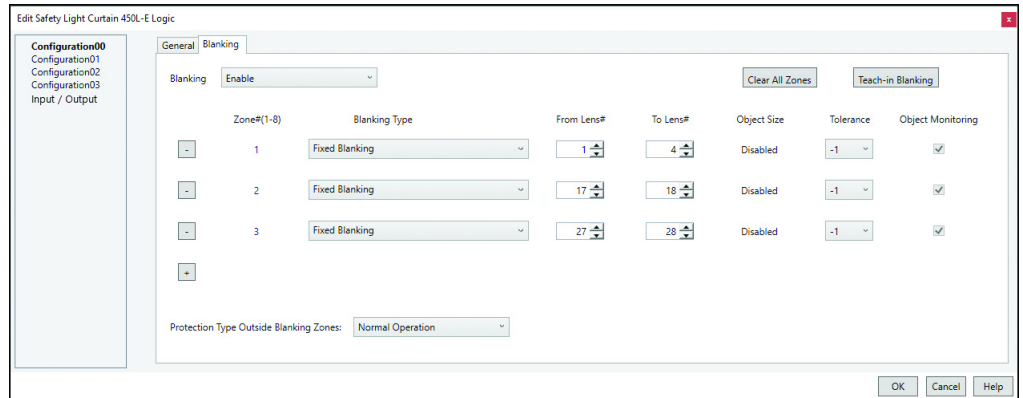 Edit Safety Light Curtain 450L-E Logic x
Configuration00
Configuration01
Configuration02
Configuration03
Input / Output
General Blanking
Blanking Enable Clear All Zones Teach-in Blanking
Zone#(1-8) Blanking Type From Lens# To Lens# Object Size Tolerance Object Monitoring
- 1 Fixed Blanking 1 4 Disabled -1
- 2 Fixed Blanking 17 18 Disabled -1
- 3 Fixed Blanking 27 28 Disabled -1
+
Protection Type Outside Blanking Zones: Normal Operation
OK Cancel Help